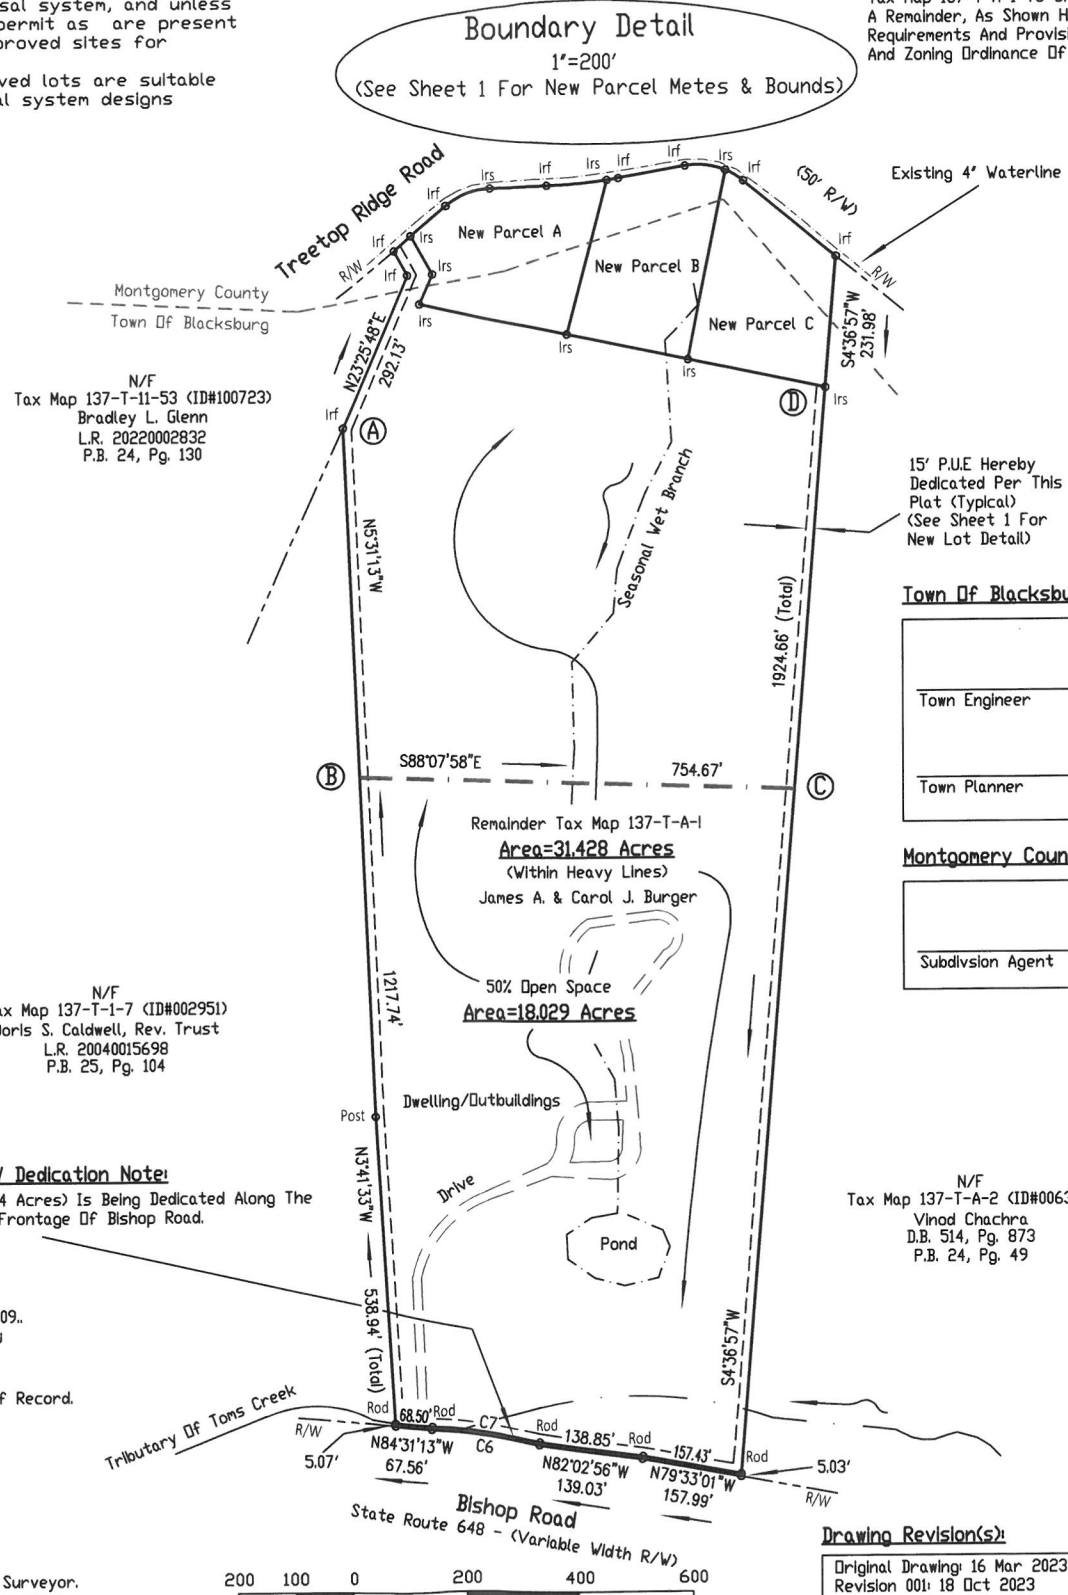 sal system, and unless
permit as are present
proved sites for
ved lots are suitable
al system designs
Boundary Detail
1"=200'
(See Sheet 1 For New Parcel Metes & Bounds)
A Remainder, As Shown H
Requirements And Provisi
And Zoning Ordinance Of
Treetop Ridge Road
R/W
Irf
Irf
Irf
Irs
Irs
Irs
Irs
Irf
Irs
Irf
Irf
Irs
Irf
(50' R/W)
Existing 4" Waterline
Irf
R/W
New Parcel A
New Parcel B
New Parcel C
Irs
Irs
Irs
Montgomery County
Town Of Blacksburg
N23°25'48"E
292.13'
S4°36'57"W
231.98'
N/F
Tax Map 137-T-11-53 (ID#100723)
Bradley L. Glenn
L.R. 20220002832
P.B. 24, Pg. 130
Irf
A
D
15' P.U.E Hereby
Dedicated Per This
Plat (Typical)
(See Sheet 1 For
New Lot Detail)
N5°31'13"W
Seasonal Wet Branch
1924.66' (Total)
Town Of Blacksbu
Town Engineer
Town Planner
B
S88°07'58"E
754.67'
C
Remainder Tax Map 137-T-A-1
Area=31.428 Acres
(Within Heavy Lines)
James A. & Carol J. Burger
Montgomery Coun
Subdivsion Agent
50% Open Space
Area=18.029 Acres
1217.74'
N/F
ax Map 137-T-1-7 (ID#002951)
oris S. Caldwell, Rev. Trust
L.R. 20040015698
P.B. 25, Pg. 104
Dwelling/Outbuildings
Post
Drive
Pond
N3°41'33"W
538.94' (Total)
Dedication Note:
4 Acres) Is Being Dedicated Along The
Frontage Of Bishop Road.
N/F
Tax Map 137-T-A-2 (ID#0063
Vinod Chachra
D.B. 514, Pg. 873
P.B. 24, Pg. 49
09..
f Record.
S4°36'57"W
Tributary Of Toms Creek
R/W
5.07'
Rod
68.50'
Rod
C7
C6
Rod
138.85'
Rod
157.43'
Rod
5.03'
R/W
N84°31'13"W
67.56'
N82°02'56"W
139.03'
N79°33'01"W
157.99'
Bishop Road
State Route 648 - (Variable Width R/W)
Drawing Revision(s):
Original Drawing: 16 Mar 2023
Revision 001: 18 Oct 2023
Surveyor.
200 100 0 200 400 600